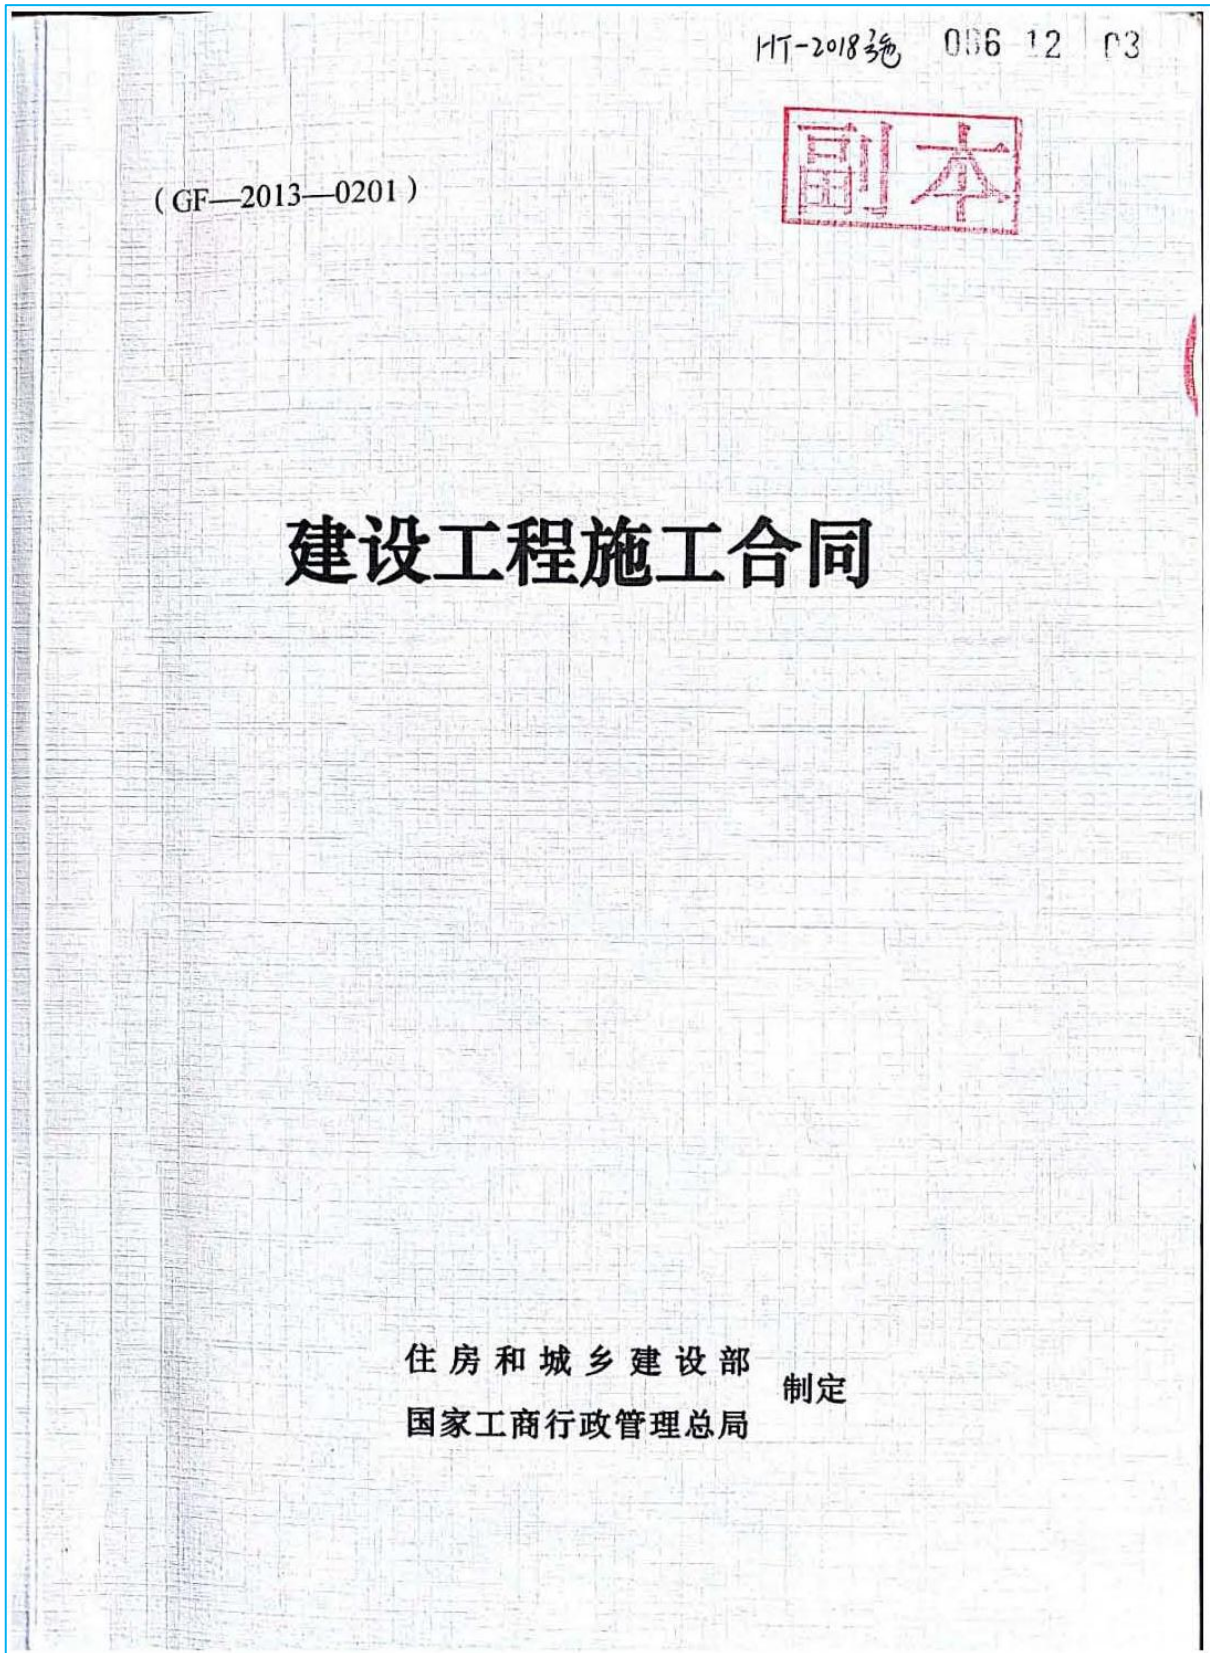 HT-2018施 066 12 03
副本
（GF—2013—0201）
建设工程施工合同
住房和城乡建设部
国家工商行政管理总局
制定